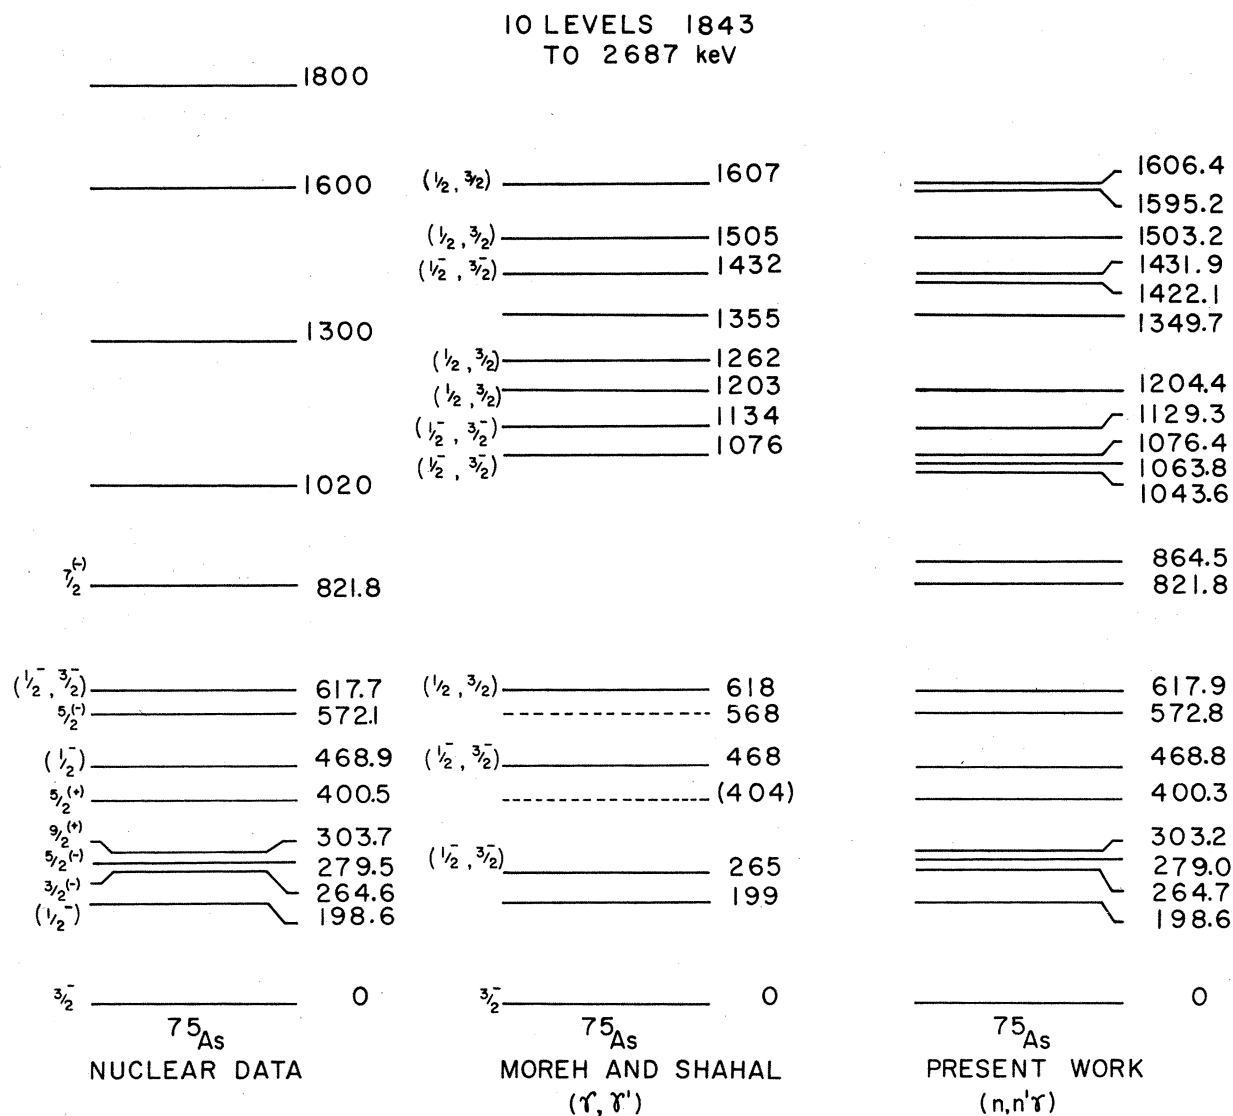 10 LEVELS 1843
TO 2687 keV
1800
1600
1300
1020
7/2(-) 821.8
(1/2-, 3/2-) 617.7
5/2(-) 572.1
(1/2-) 468.9
5/2(+) 400.5
9/2(+) 303.7
5/2(-) 279.5
3/2(-) 264.6
(1/2-) 198.6
3/2- 0
75As
NUCLEAR DATA
(1/2, 3/2) 1607
(1/2, 3/2) 1505
(1/2-, 3/2-) 1432
1355
(1/2, 3/2) 1262
(1/2, 3/2) 1203
(1/2-, 3/2-) 1134
(1/2-, 3/2-) 1076
(1/2, 3/2) 618
568
(1/2-, 3/2-) 468
(404)
(1/2-, 3/2-) 265
199
3/2- 0
75As
MOREH AND SHAHAL
(γ, γ')
1606.4
1595.2
1503.2
1431.9
1422.1
1349.7
1204.4
1129.3
1076.4
1063.8
1043.6
864.5
821.8
617.9
572.8
468.8
400.3
303.2
279.0
264.7
198.6
0
75As
PRESENT WORK
(n,n'γ)